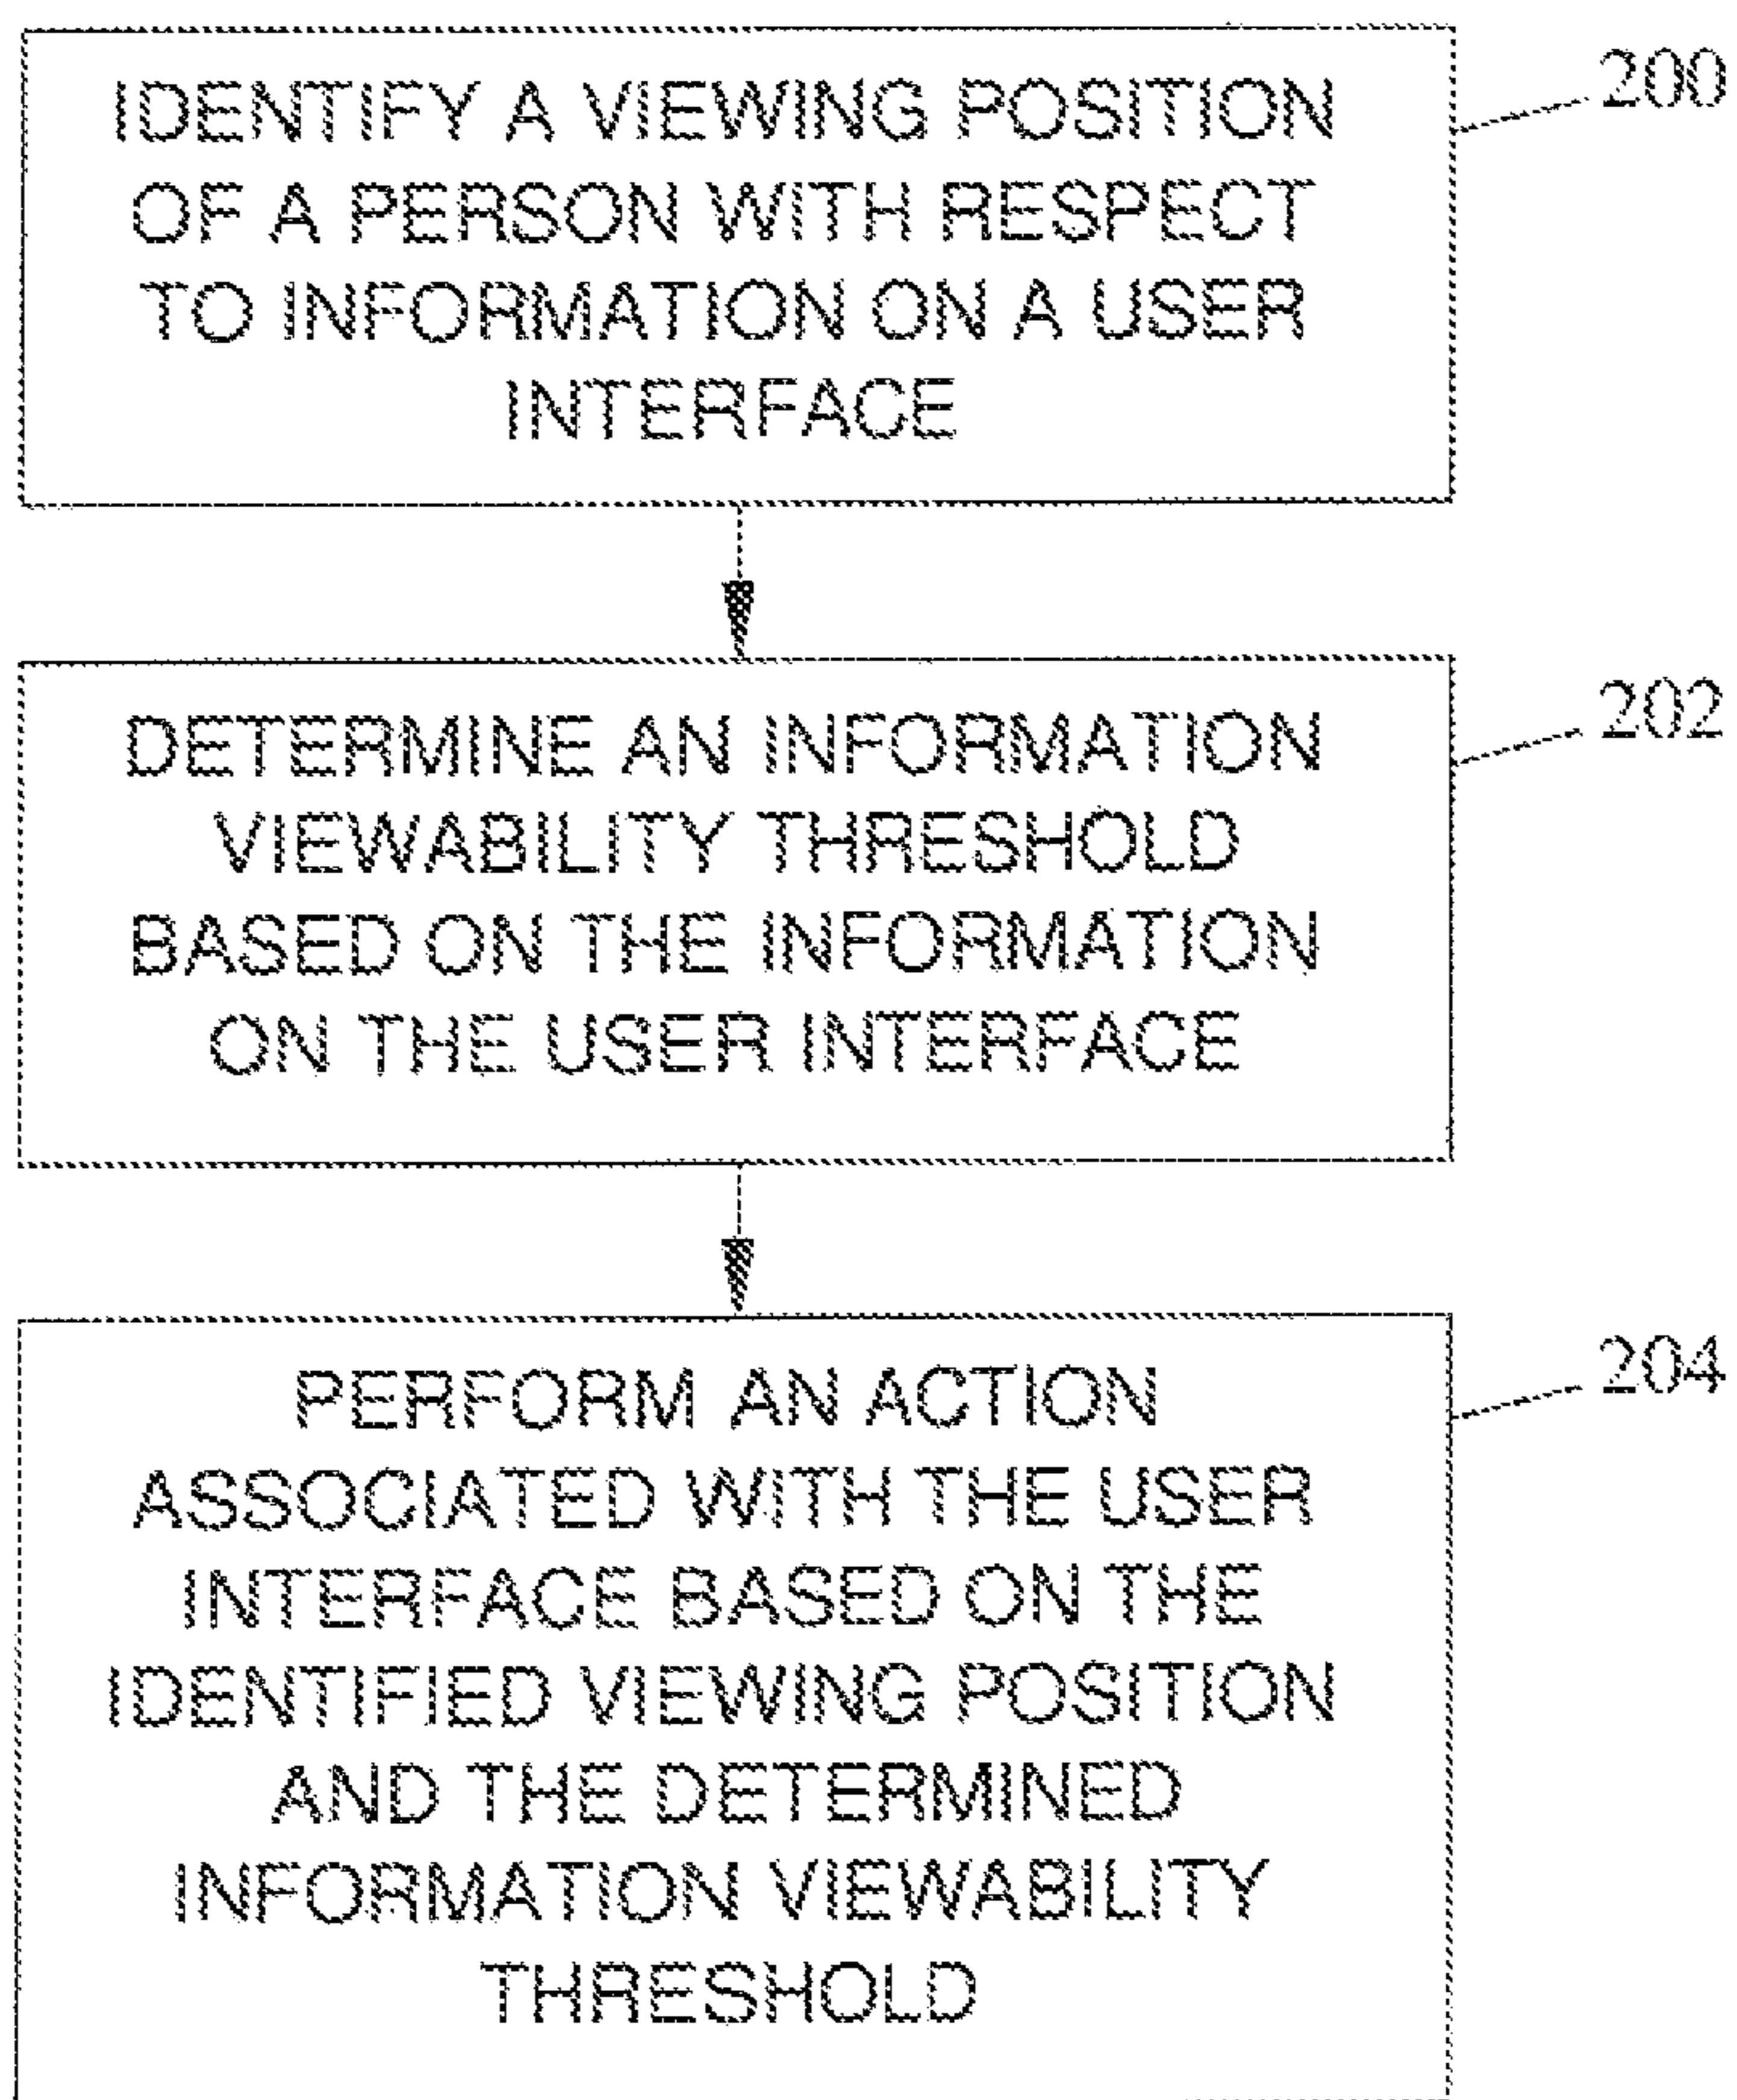 IDENTIFY A VIEWING POSITION
OF A PERSON WITH RESPECT
TO INFORMATION ON A USER
INTERFACE
200
DETERMINE AN INFORMATION
VIEWABILITY THRESHOLD
BASED ON THE INFORMATION
ON THE USER INTERFACE
202
PERFORM AN ACTION
ASSOCIATED WITH THE USER
INTERFACE BASED ON THE
IDENTIFIED VIEWING POSITION
AND THE DETERMINED
INFORMATION VIEWABILITY
THRESHOLD
204